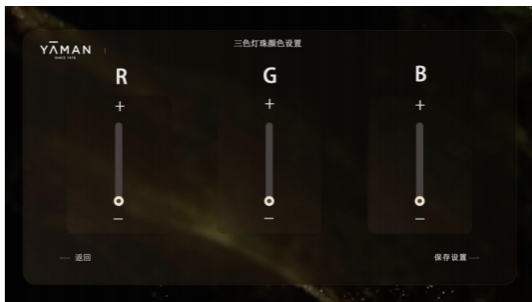 YAMAN
SINCE 1978
三色灯珠颜色设置
R G B
+ + +
— — —
返回
保存设置